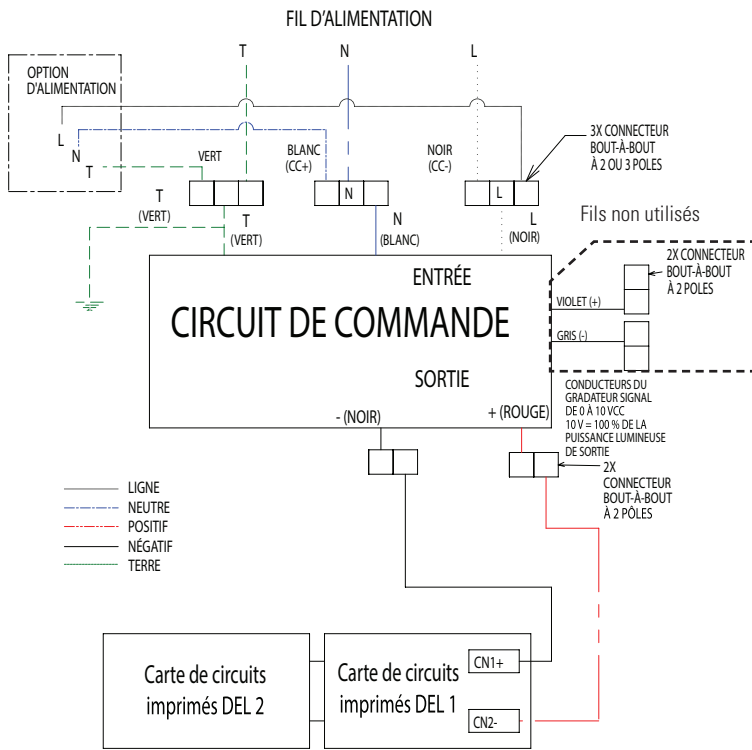 FIL D'ALIMENTATION
T
N
L
OPTION
D'ALIMENTATION
L
N
T
VERT
BLANC
(CC+)
NOIR
(CC-)
3X CONNECTEUR
BOUT-À-BOUT
À 2 OU 3 POLES
N
L
T
(VERT)
T
(VERT)
N
(BLANC)
L
(NOIR)
Fils non utilisés
ENTRÉE
CIRCUIT DE COMMANDE
SORTIE
- (NOIR)
+ (ROUGE)
VIOLET (+)
GRIS (-)
2X CONNECTEUR
BOUT-À-BOUT
À 2 POLES
CONDUCTEURS DU
GRADATEUR SIGNAL
DE 0 À 10 VCC
10 V = 100 % DE LA
PUISSANCE LUMINEUSE
DE SORTIE
2X
CONNECTEUR
BOUT-À-BOUT
À 2 PÔLES
LIGNE
NEUTRE
POSITIF
NÉGATIF
TERRE
Carte de circuits
imprimés DEL 2
Carte de circuits
imprimés DEL 1
CN1+
CN2-